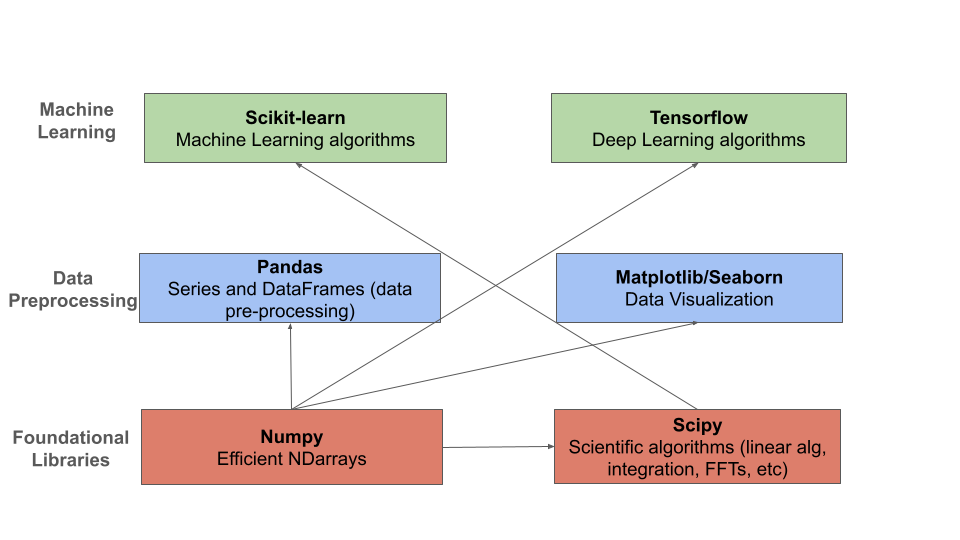 Machine
Learning
Scikit-learn
Machine Learning algorithms
Tensorflow
Deep Learning algorithms
Data
Preprocessing
Pandas
Series and DataFrames (data
pre-processing)
Matplotlib/Seaborn
Data Visualization
Foundational
Libraries
Numpy
Efficient NDarrays
Scipy
Scientific algorithms (linear alg,
integration, FFTs, etc)